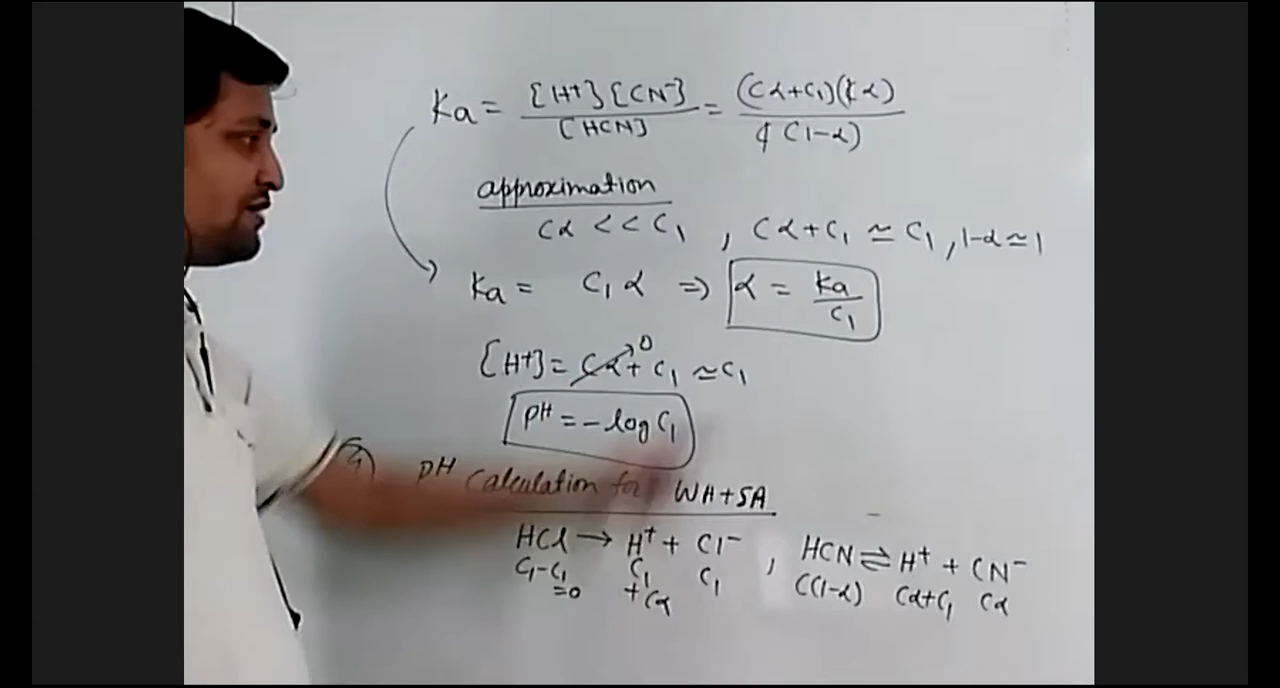 Ka = [H+][CN-] / [HCN] = (Cα+C₁)(Cα) / C(1-α)
approximation
Cα << C₁ , Cα+C₁ ≃ C₁ , 1-α ≃ 1
Ka = C₁α ⇒ α = Ka / C₁
[H+] = Cα + C₁ ≃ C₁
0
PH = -log C₁
PH Calculation for WA+SA
HCl → H⁺ + Cl⁻ , HCN ⇌ H⁺ + CN⁻
C₁-C₁ C₁ C₁ C(1-α) Cα+C₁ Cα
=0 +Cα